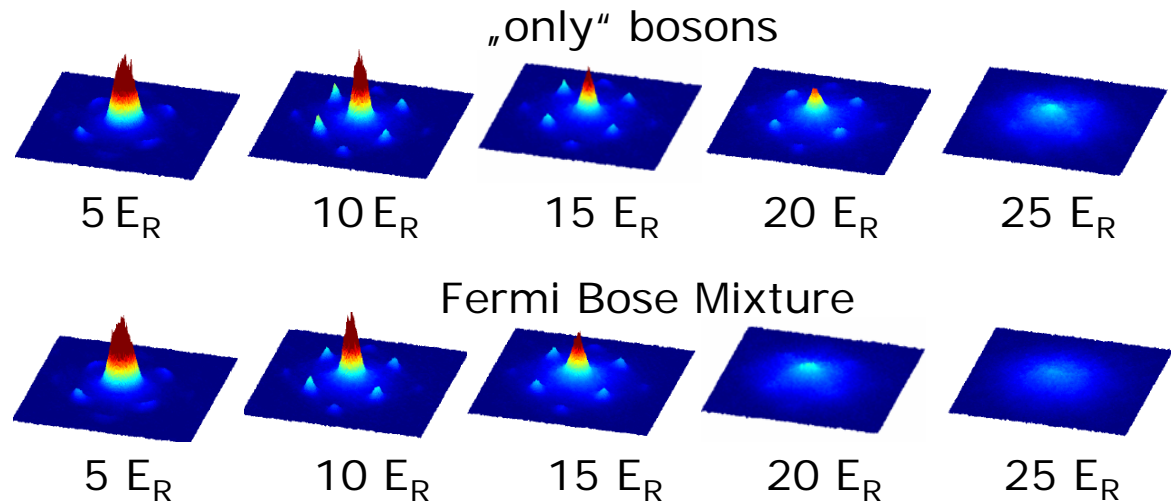 „only“ bosons
5 E_R 10 E_R 15 E_R 20 E_R 25 E_R
Fermi Bose Mixture
5 E_R 10 E_R 15 E_R 20 E_R 25 E_R